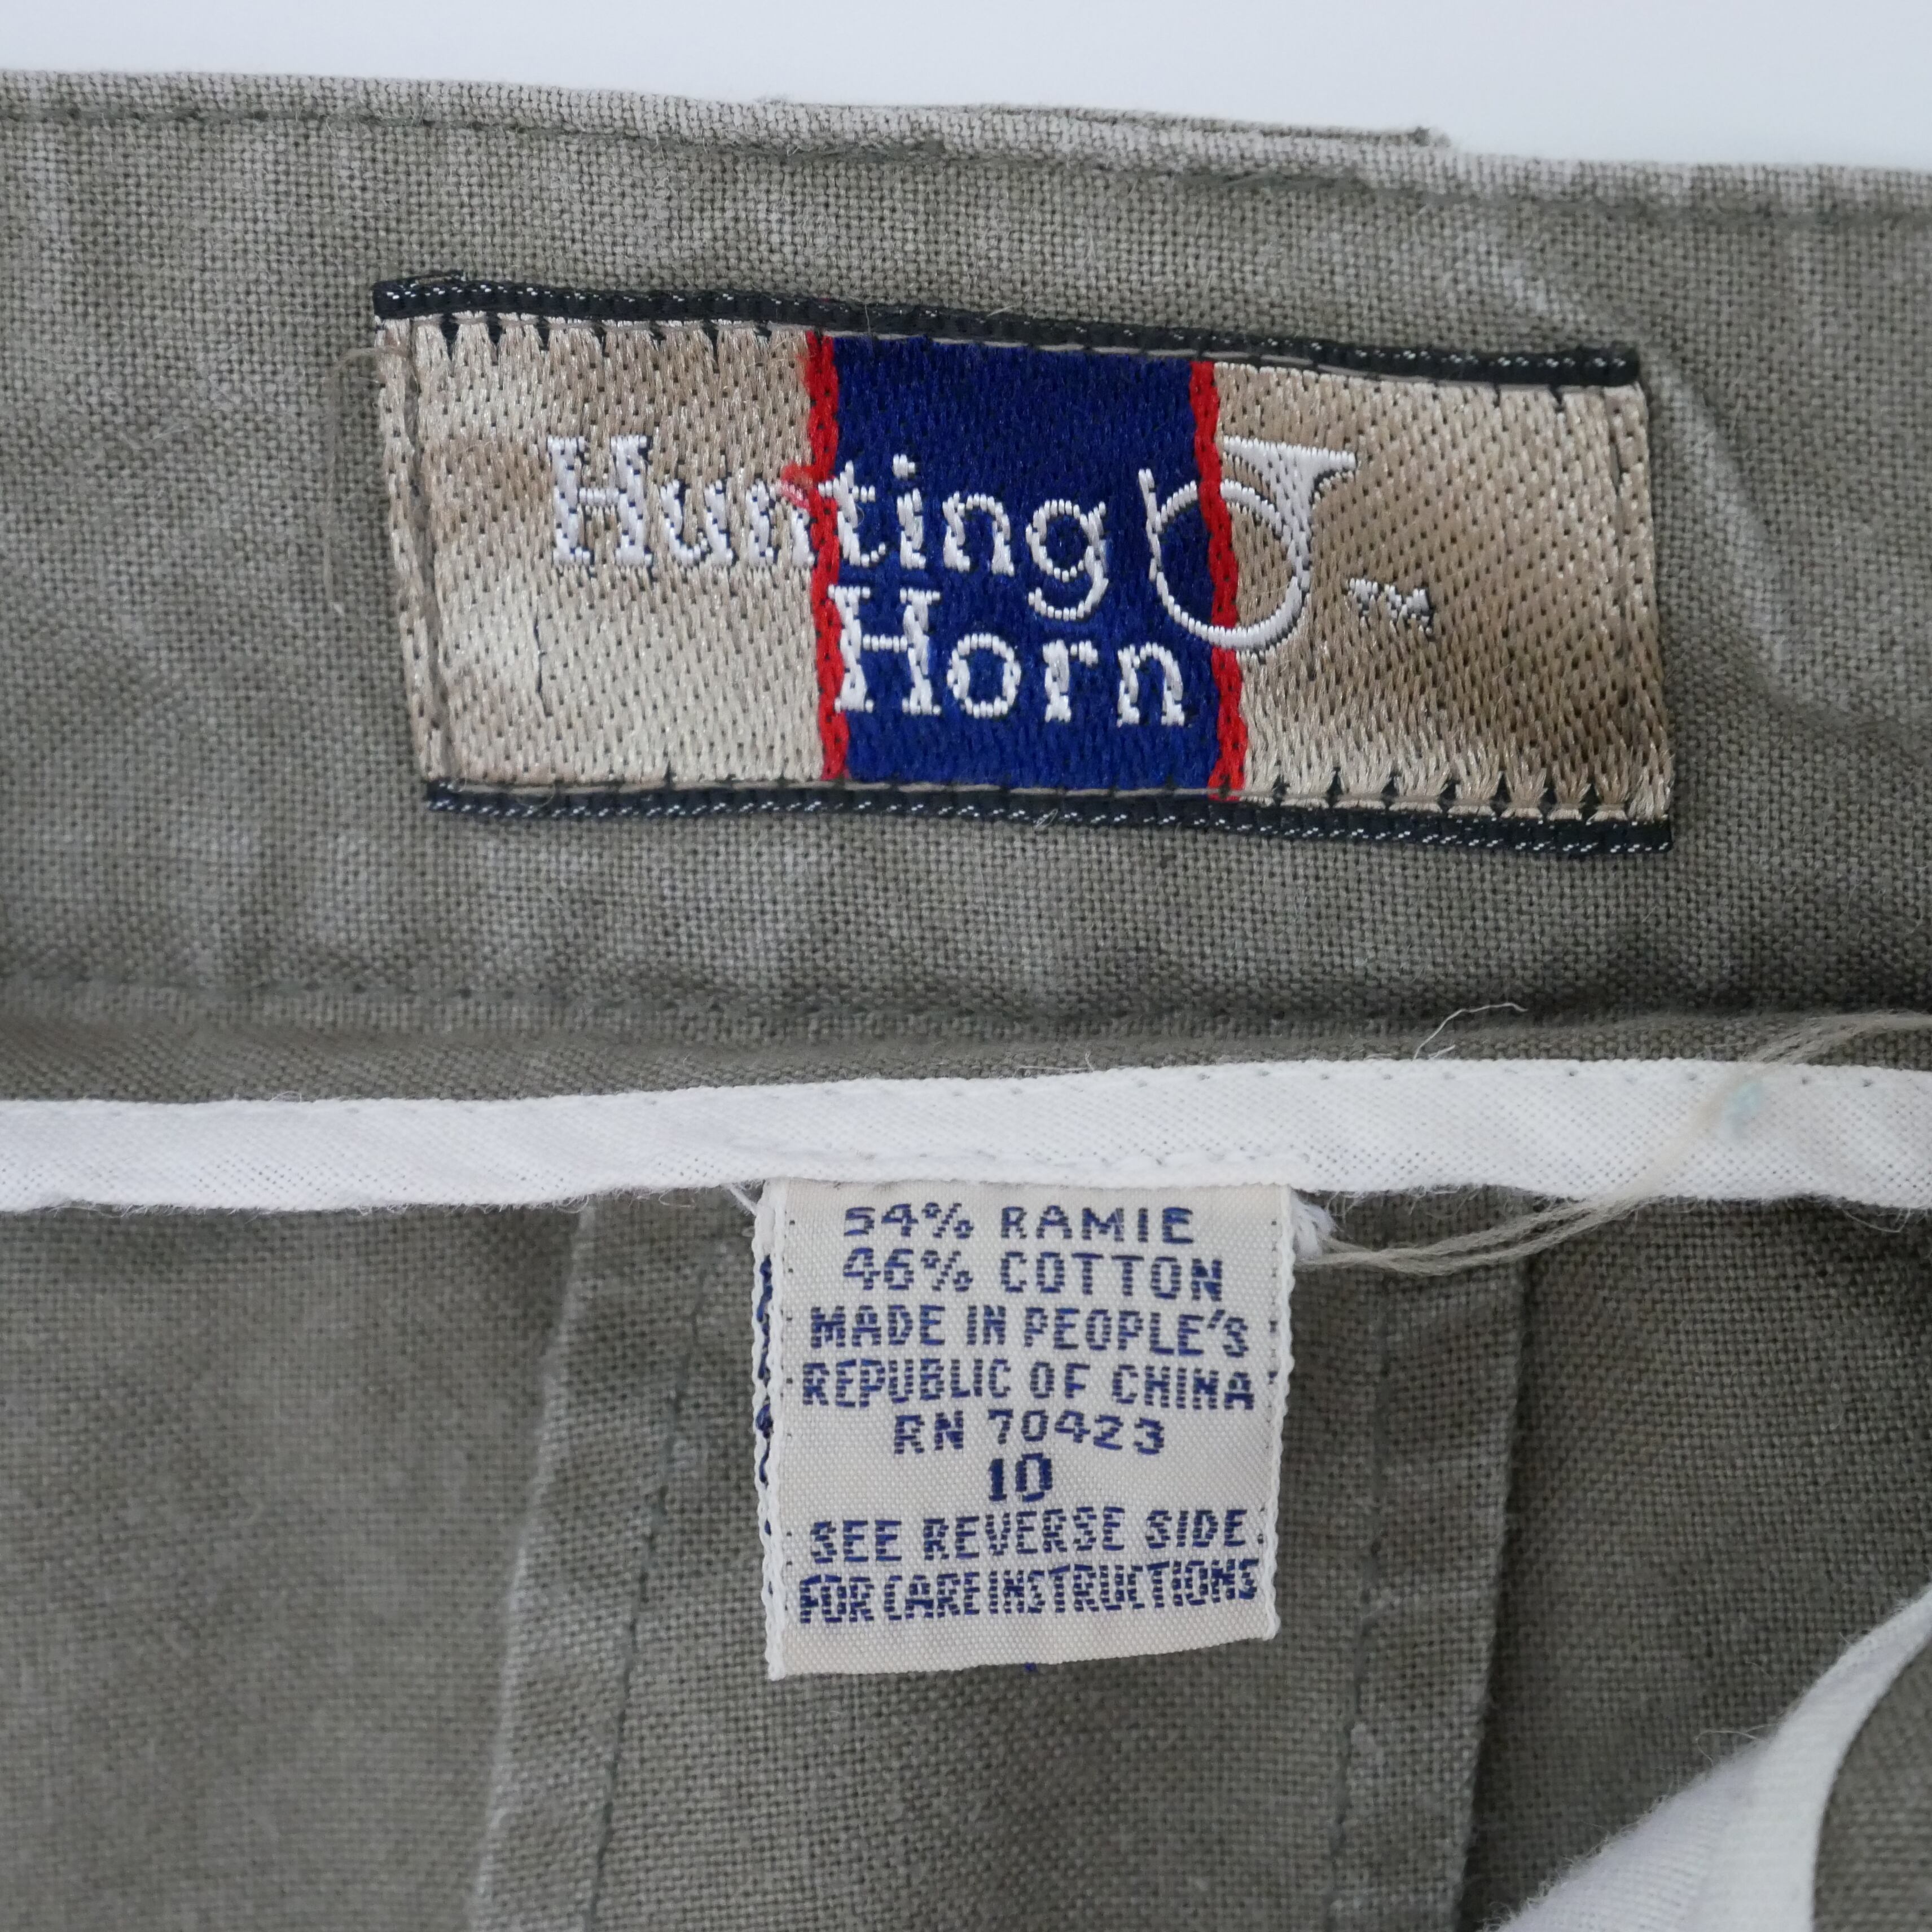 Hunting
Horn
TM
54% RAMIE
46% COTTON
MADE IN PEOPLE'S
REPUBLIC OF CHINA
RN 70423
10
SEE REVERSE SIDE
FOR CARE INSTRUCTIONS